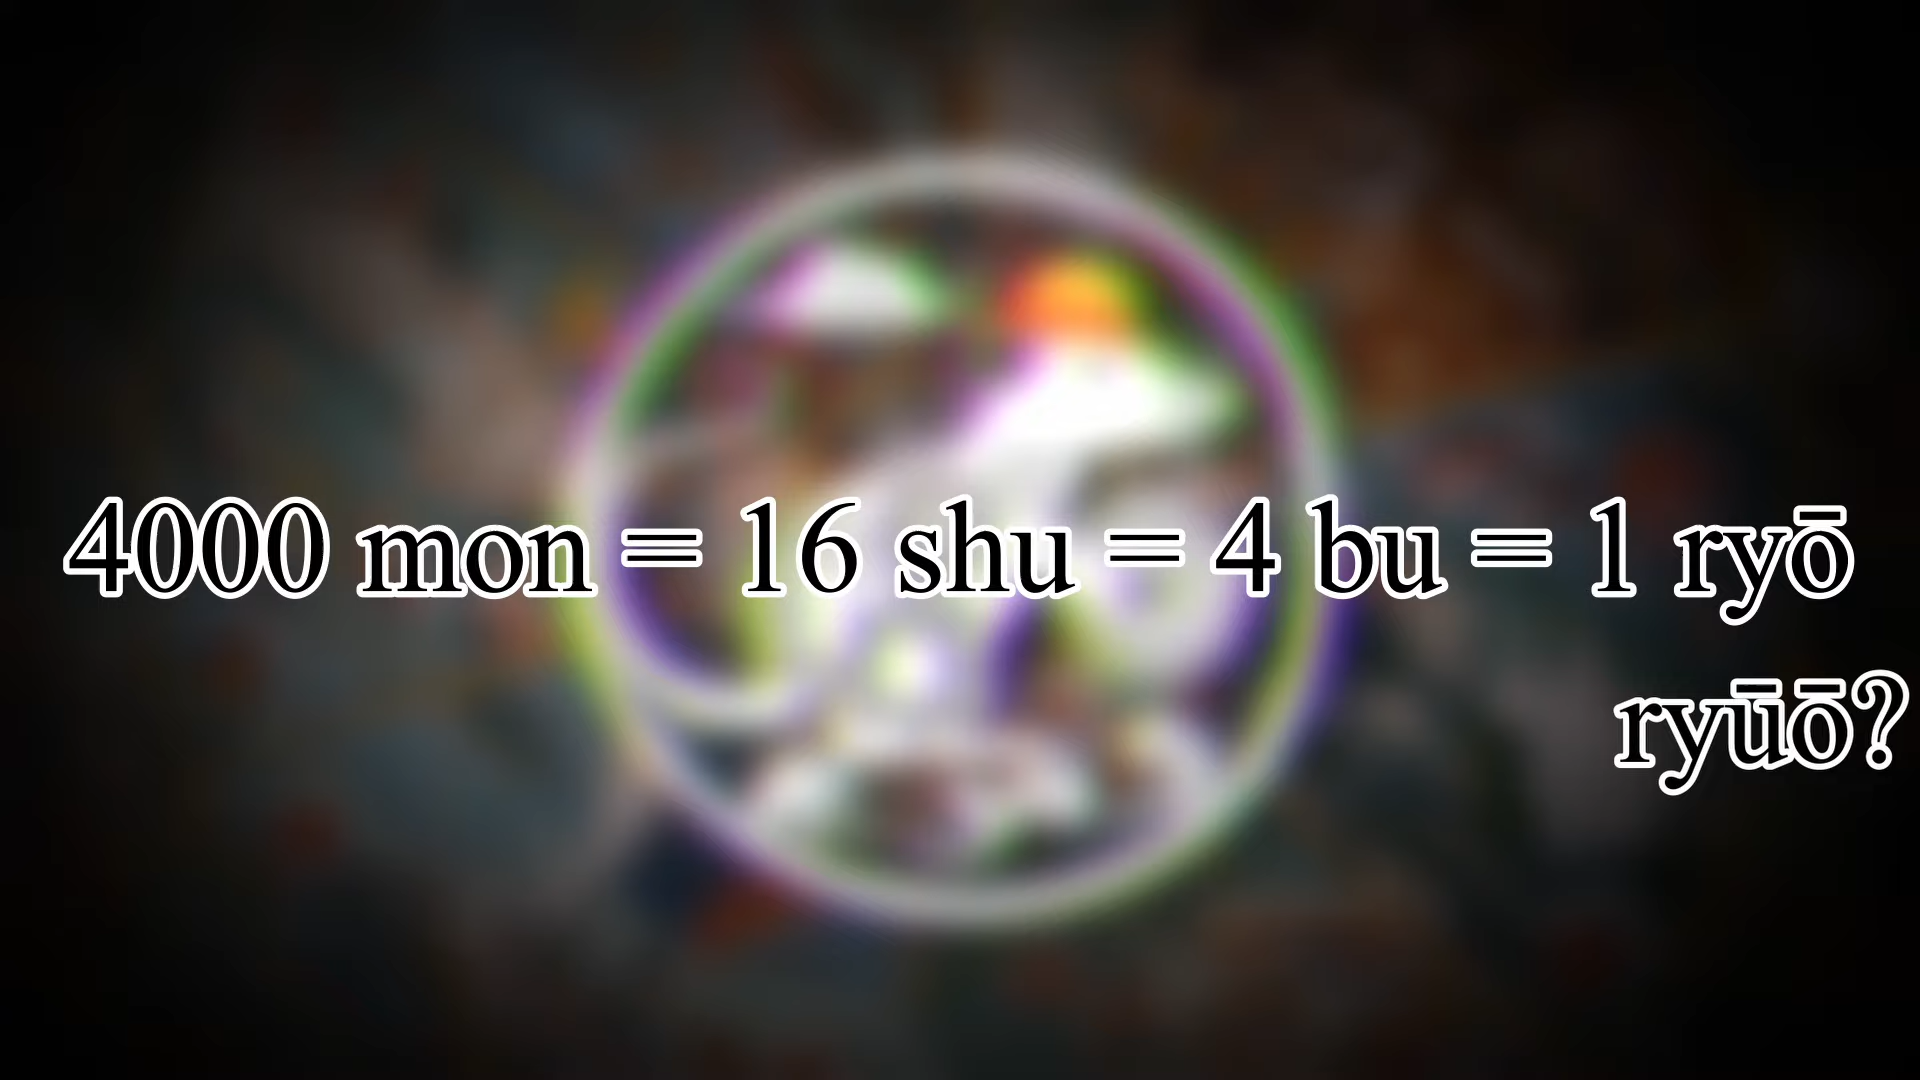 4000 mon = 16 shu = 4 bu = 1 ryō
ryūō?